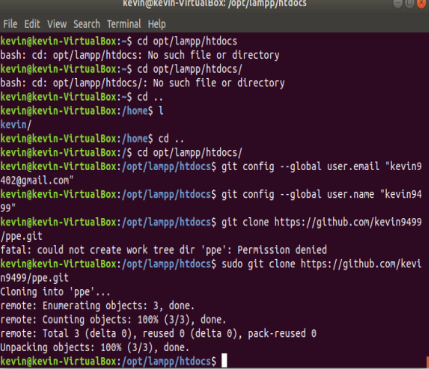 kevin@kevin-VirtualBox: /opt/lampp/htdocs
File Edit View Search Terminal Help
kevin@kevin-VirtualBox:~$ cd opt/lampp/htdocs
bash: cd: opt/lampp/htdocs: No such file or directory
kevin@kevin-VirtualBox:~$ cd opt/lampp/htdocs/
bash: cd: opt/lampp/htdocs/: No such file or directory
kevin@kevin-VirtualBox:~$ cd ..
kevin@kevin-VirtualBox:/home$ l
kevin/
kevin@kevin-VirtualBox:/home$ cd ..
kevin@kevin-VirtualBox:/$ cd opt/lampp/htdocs/
kevin@kevin-VirtualBox:/opt/lampp/htdocs$ git config --global user.email "kevin9
402@gmail.com"
kevin@kevin-VirtualBox:/opt/lampp/htdocs$ git config --global user.name "kevin94
99"
kevin@kevin-VirtualBox:/opt/lampp/htdocs$ git clone https://github.com/kevin9499
/ppe.git
fatal: could not create work tree dir 'ppe': Permission denied
kevin@kevin-VirtualBox:/opt/lampp/htdocs$ sudo git clone https://github.com/kevi
n9499/ppe.git
Cloning into 'ppe'...
remote: Enumerating objects: 3, done.
remote: Counting objects: 100% (3/3), done.
remote: Total 3 (delta 0), reused 0 (delta 0), pack-reused 0
Unpacking objects: 100% (3/3), done.
kevin@kevin-VirtualBox:/opt/lampp/htdocs$